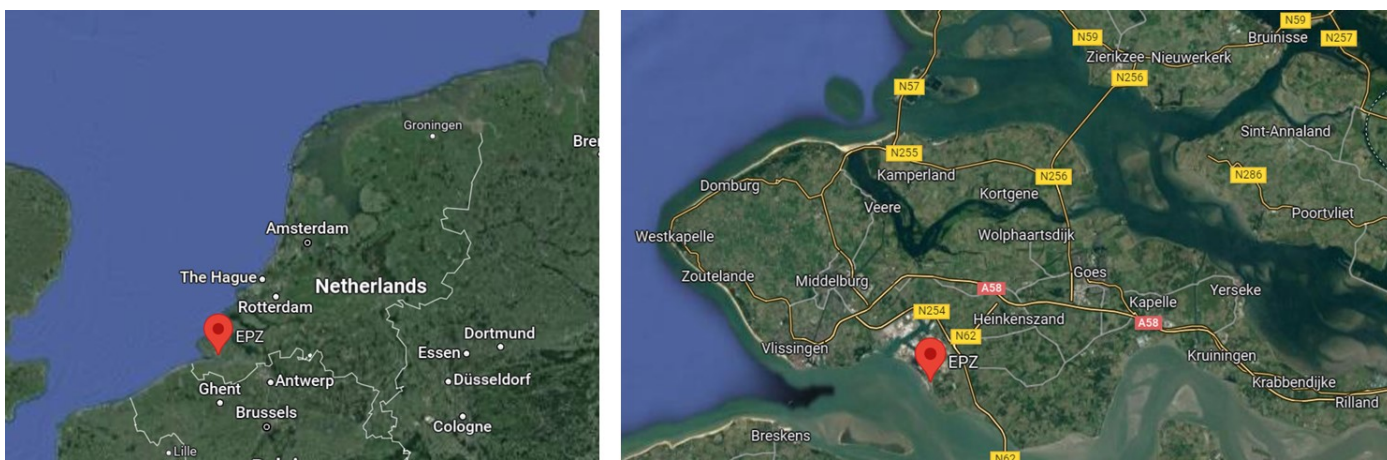 Groningen
Bre
Amsterdam
The Hague
Netherlands
Rotterdam
EPZ
Dortmund
Essen
Düsseldorf
Ghent
Antwerp
Brussels
Cologne
Lille
N59
N59
Bruinisse
N257
Zierikzee
Nieuwerkerk
N256
N57
Sint-Annaland
N255
Kamperland
N256
N286
Domburg
Kortgene
Veere
Poortvliet
Westkapelle
Wolphaartsdijk
Zoutelande
Middelburg
Goes
A58
Yerseke
Kapelle
N254
Heinkenszand
A58
N62
Vlissingen
EPZ
Kruiningen
Krabbendijke
Rilland
Breskens
N62